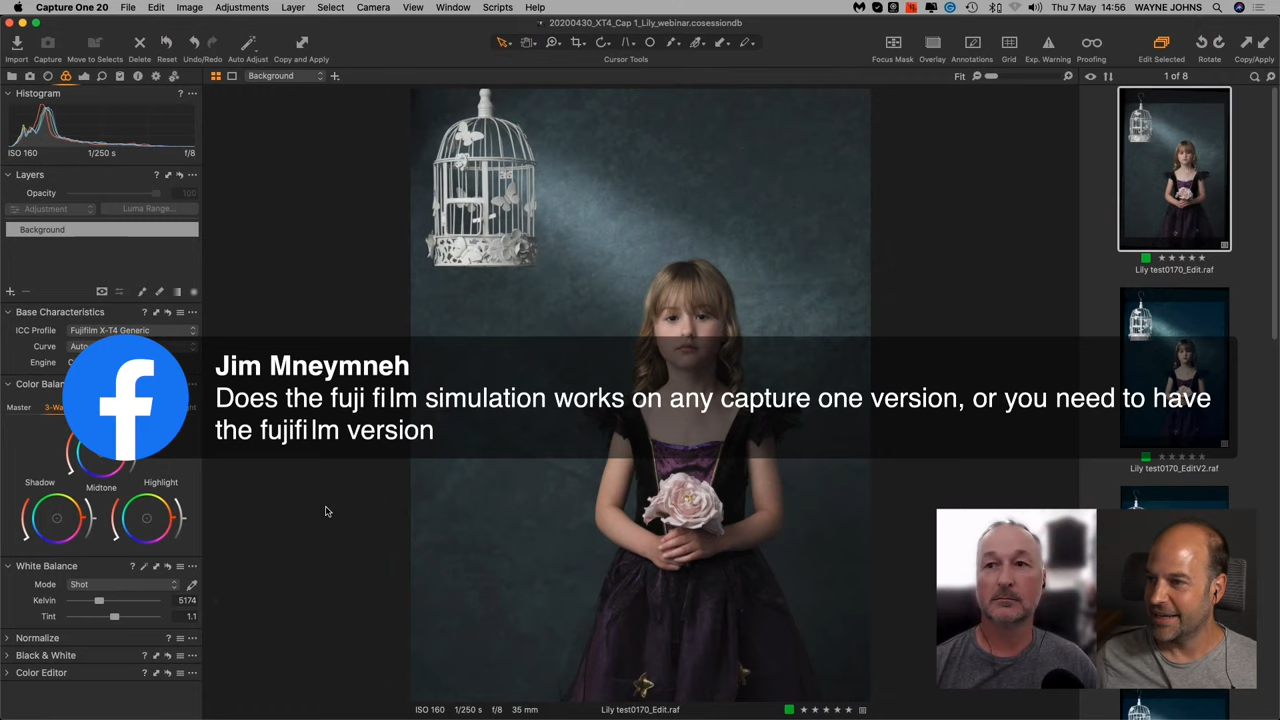 Capture One 20 File Edit Image Adjustments Layer Select Camera View Window Scripts Help
Thu 7 May 14:56 WAYNE JOHNS
20200430_XT4_Cap 1_Lily_webinar.cosessiondb
Import Capture Move to Selects Delete Reset Undo/Redo Auto Adjust Copy and Apply
Cursor Tools
Focus Mask Overlay Annotations Grid Exp. Warning Proofing Edit Selected Rotate Copy/Apply
Background
Fit
1 of 8
Histogram
ISO 160 1/250 s f/8
Layers
Opacity 100
Adjustment Luma Range...
Background
Base Characteristics
ICC Profile Fujifilm X-T4 Generic
Curve Auto
Engine
Color Balan
Master 3-Wa
Shadow Midtone Highlight
White Balance
Mode Shot
Kelvin 5174
Tint 1.1
Normalize
Black & White
Color Editor
Jim Mneymneh
Does the fuji film simulation works on any capture one version, or you need to have
the fujifilm version
Lily test0170_Edit.raf
Lily test0170_EditV2.raf
ISO 160 1/250 s f/8 35 mm Lily test0170_Edit.raf